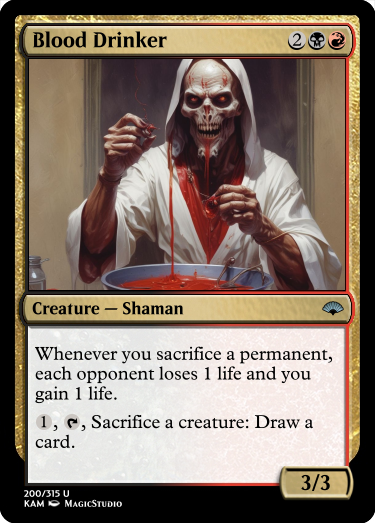 Blood Drinker 2
Creature — Shaman
Whenever you sacrifice a permanent,
each opponent loses 1 life and you
gain 1 life.
1, , Sacrifice a creature: Draw a
card.
3/3
200/315 U
KAM MagicStudio